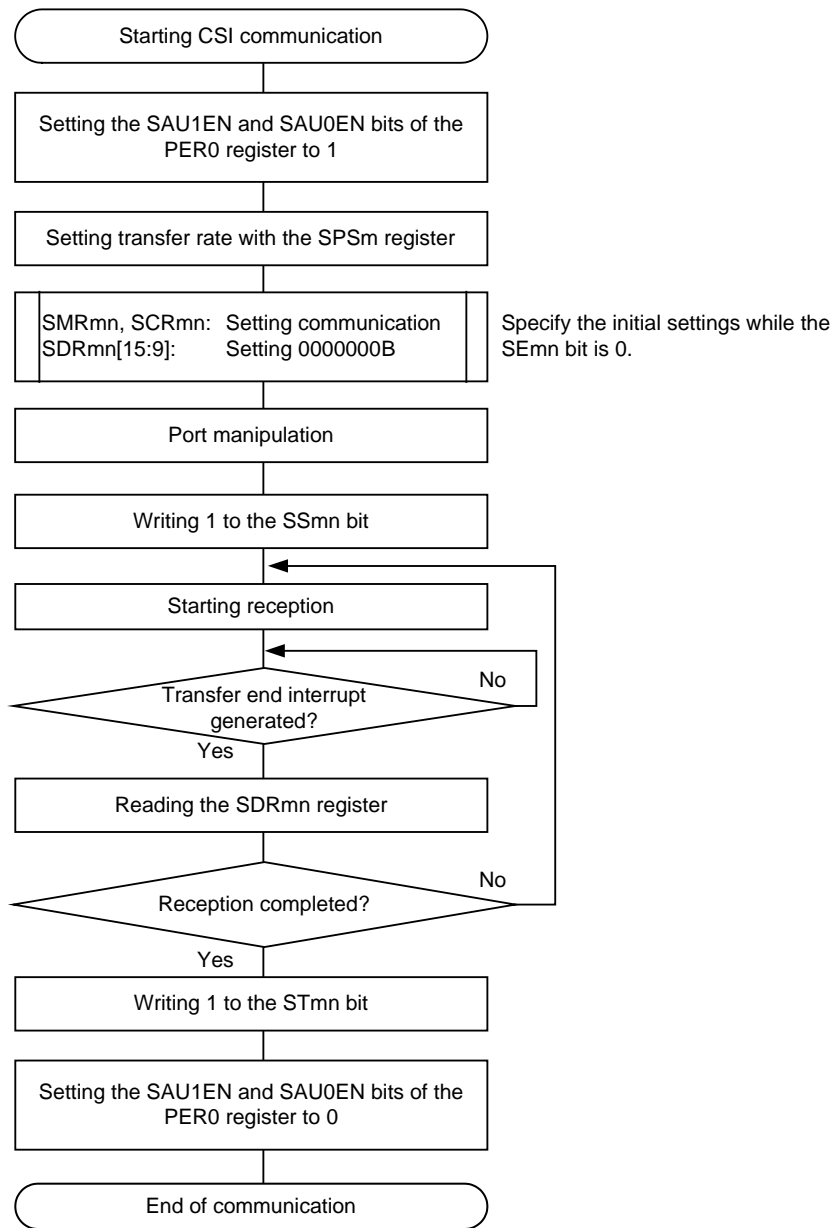 Starting CSI communication
Setting the SAU1EN and SAU0EN bits of the
PER0 register to 1
Setting transfer rate with the SPSm register
SMRmn, SCRmn: Setting communication
SDRmn[15:9]: Setting 0000000B
Specify the initial settings while the
SEmn bit is 0.
Port manipulation
Writing 1 to the SSmn bit
Starting reception
No
Transfer end interrupt
generated?
Yes
Reading the SDRmn register
No
Reception completed?
Yes
Writing 1 to the STmn bit
Setting the SAU1EN and SAU0EN bits of the
PER0 register to 0
End of communication